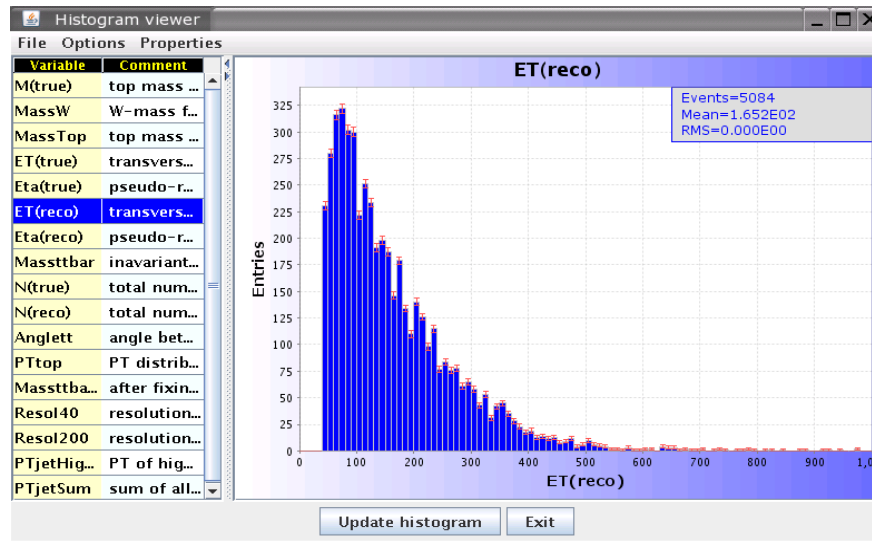 Histogram viewer
File Options Properties
Variable Comment
M(true) top mass ...
MassW W-mass f...
MassTop top mass ...
ET(true) transvers...
Eta(true) pseudo-r...
ET(reco) transvers...
Eta(reco) pseudo-r...
Massttbar inavariant...
N(true) total num...
N(reco) total num...
Anglett angle bet...
PTtop PT distrib...
Massttba... after fixin...
Resol40 resolution...
Resol200 resolution...
PTjetHig... PT of hig...
PTjetSum sum of all...
ET(reco)
Events=5084
Mean=1.652E02
RMS=0.000E00
Entries
325
300
275
250
225
200
175
150
125
100
75
50
25
0
0 100 200 300 400 500 600 700 800 900 1,0
ET(reco)
Update histogram Exit